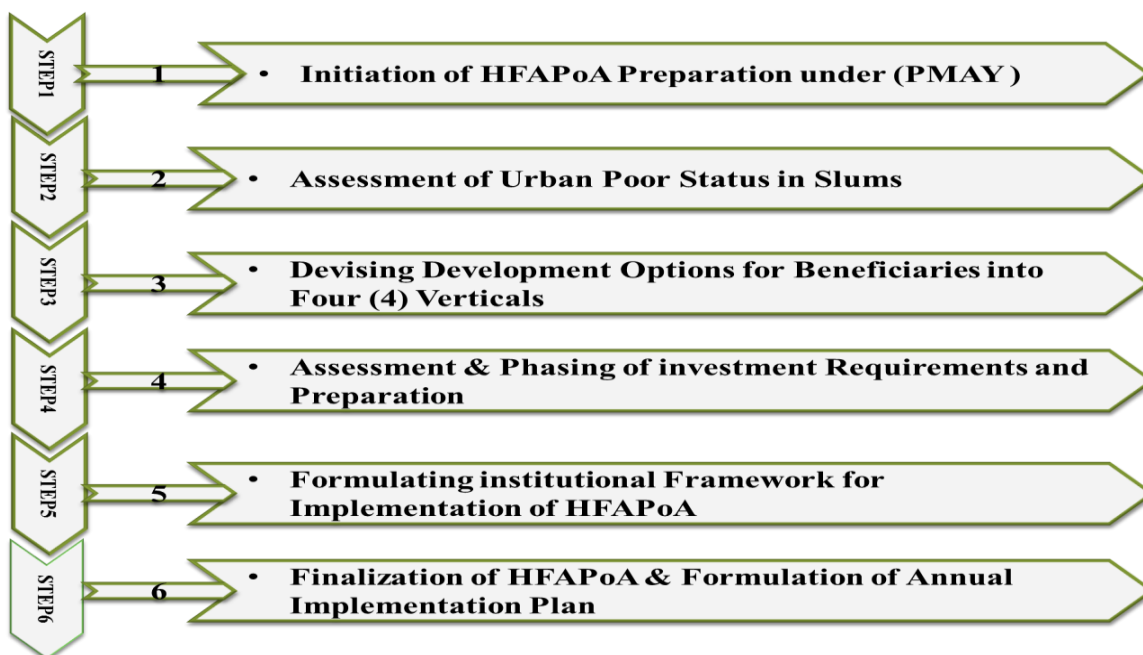 STEP1
1
• Initiation of HFAPoA Preparation under (PMAY )
STEP2
2
• Assessment of Urban Poor Status in Slums
STEP3
3
• Devising Development Options for Beneficiaries into
Four (4) Verticals
STEP4
4
• Assessment & Phasing of investment Requirements and
Preparation
STEP5
5
• Formulating institutional Framework for
Implementation of HFAPoA
STEP6
6
• Finalization of HFAPoA & Formulation of Annual
Implementation Plan